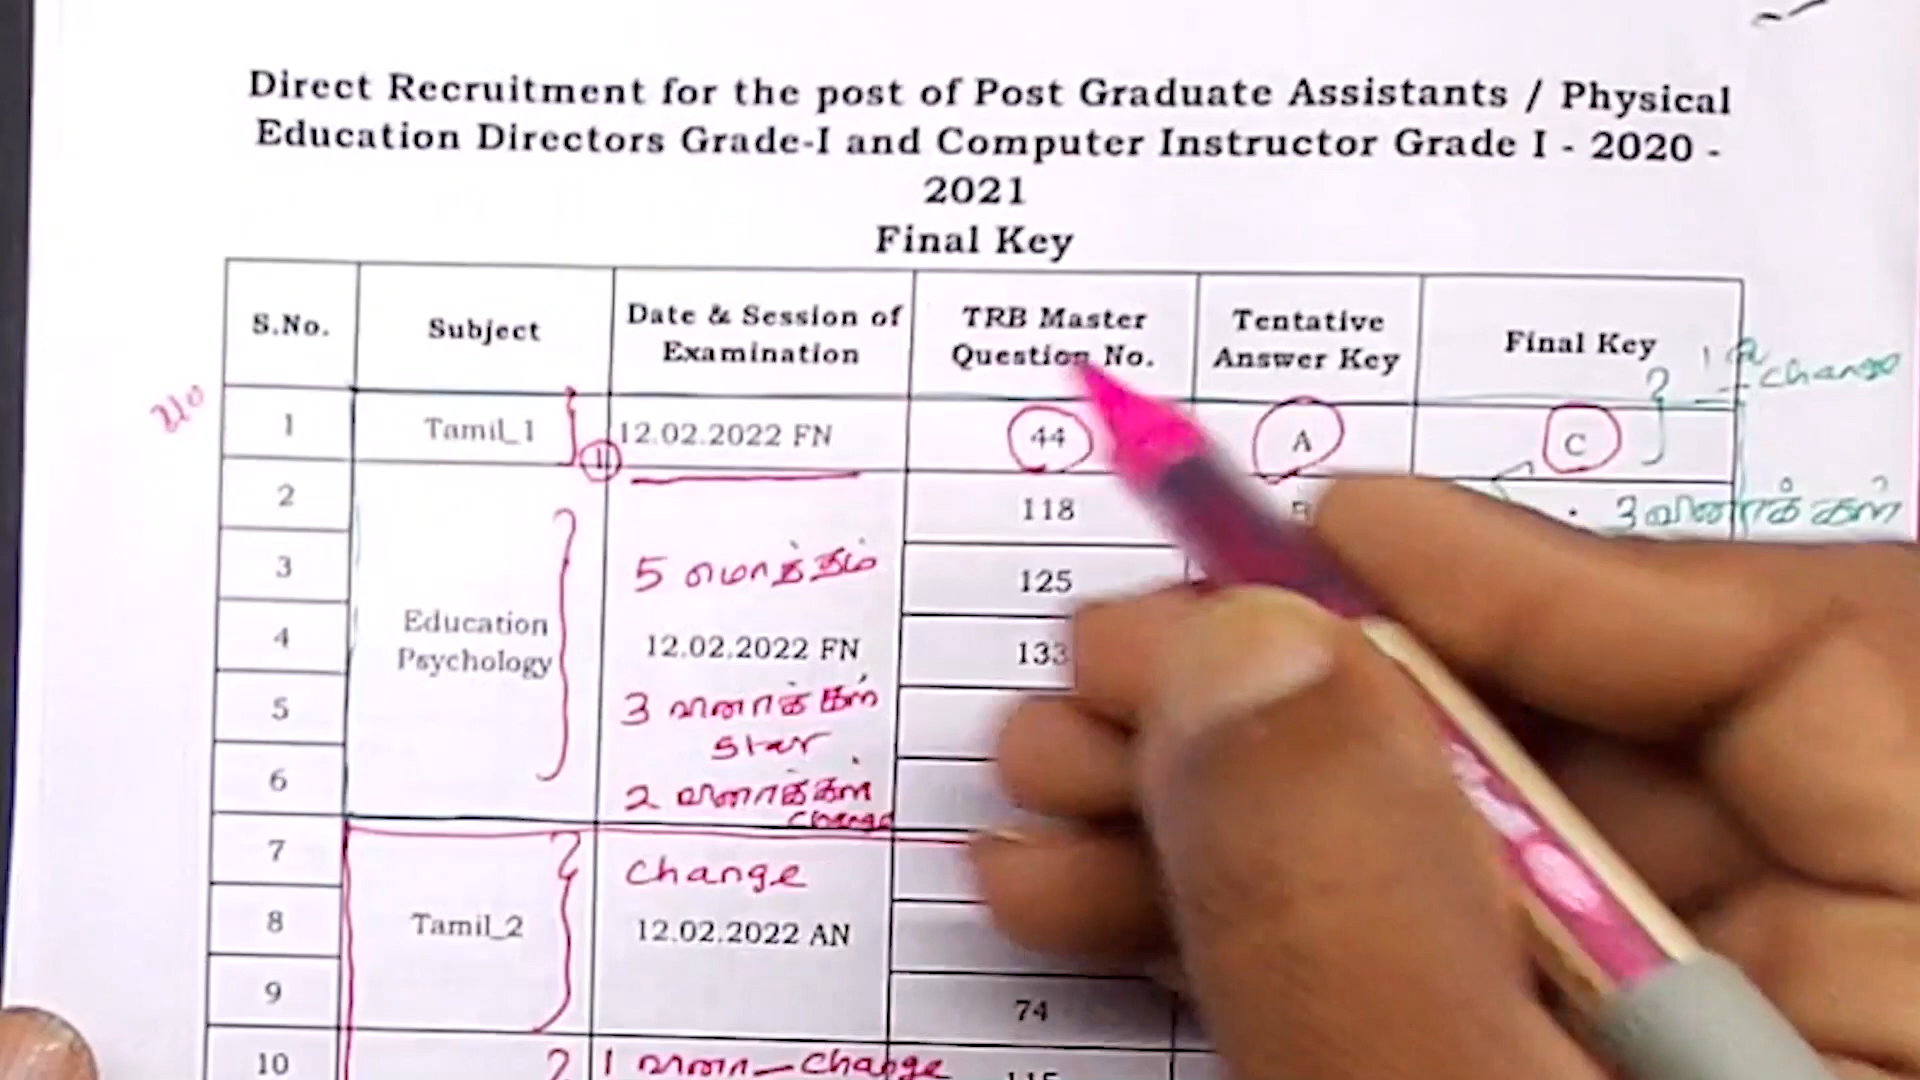 Direct Recruitment for the post of Post Graduate Assistants / Physical
Education Directors Grade-I and Computer Instructor Grade I - 2020 -
2021
Final Key
S.No.
Subject
Date & Session of
Examination
TRB Master
Question No.
Tentative
Answer Key
Final Key
change
1
Tamil_1
12.02.2022 FN
44
A
C
2
118
3 வினாக்கள்
3
5 மொத்தம்
125
4
Education
Psychology
12.02.2022 FN
133
5
3 வினாக்கள்
star
6
2 வினாக்கள்
change
7
change
8
Tamil_2
12.02.2022 AN
9
74
10
1 வினா - change
115